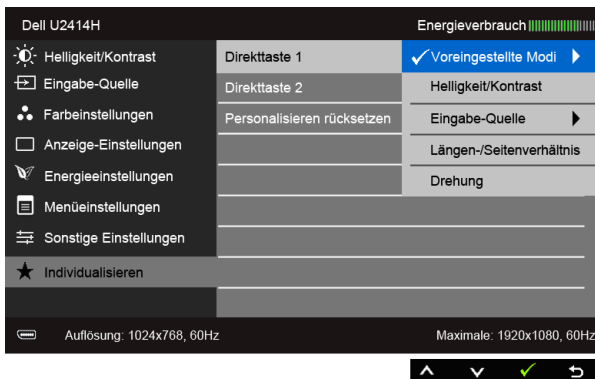 Dell U2414H Energieverbrauch
Helligkeit/Kontrast Direkttaste 1 Voreingestellte Modi
Eingabe-Quelle Direkttaste 2 Helligkeit/Kontrast
Farbeinstellungen Personalisieren rücksetzen Eingabe-Quelle
Anzeige-Einstellungen Längen-/Seitenverhältnis
Energieeinstellungen Drehung
Menüeinstellungen
Sonstige Einstellungen
Individualisieren
Auflösung: 1024x768, 60Hz Maximale: 1920x1080, 60Hz